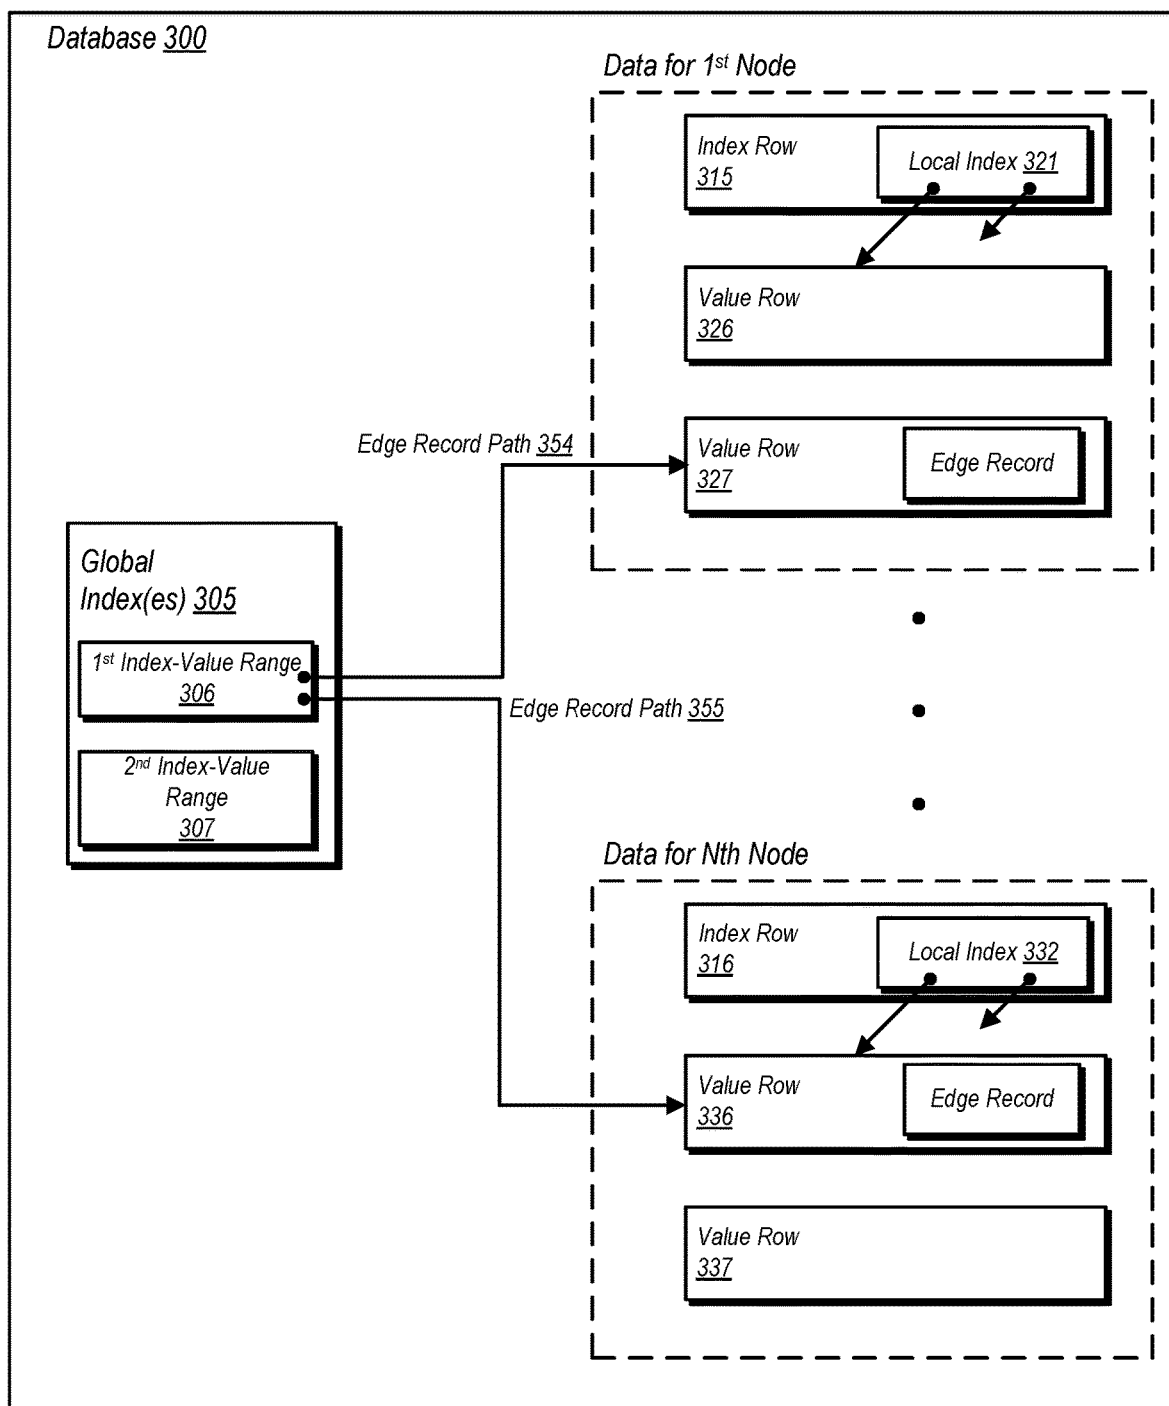 Database 300
Data for 1st Node
Index Row
315
Local Index 321
Value Row
326
Edge Record Path 354
Value Row
327
Edge Record
Global
Index(es) 305
1st Index-Value Range
306
Edge Record Path 355
2nd Index-Value
Range
307
Data for Nth Node
Index Row
316
Local Index 332
Value Row
336
Edge Record
Value Row
337